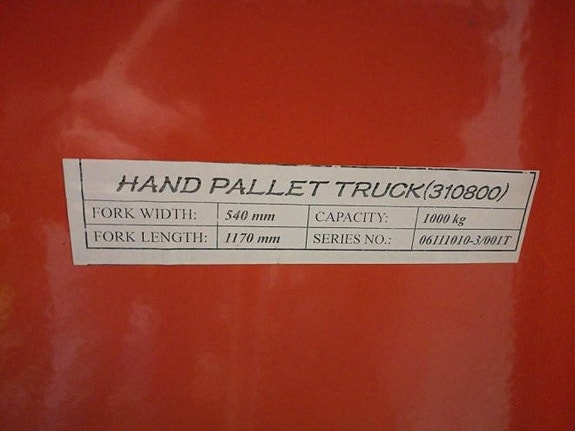 HAND PALLET TRUCK(310800)
FORK WIDTH: 540 mm CAPACITY: 1000 kg
FORK LENGTH: 1170 mm SERIES NO.: 06111010-3/001T